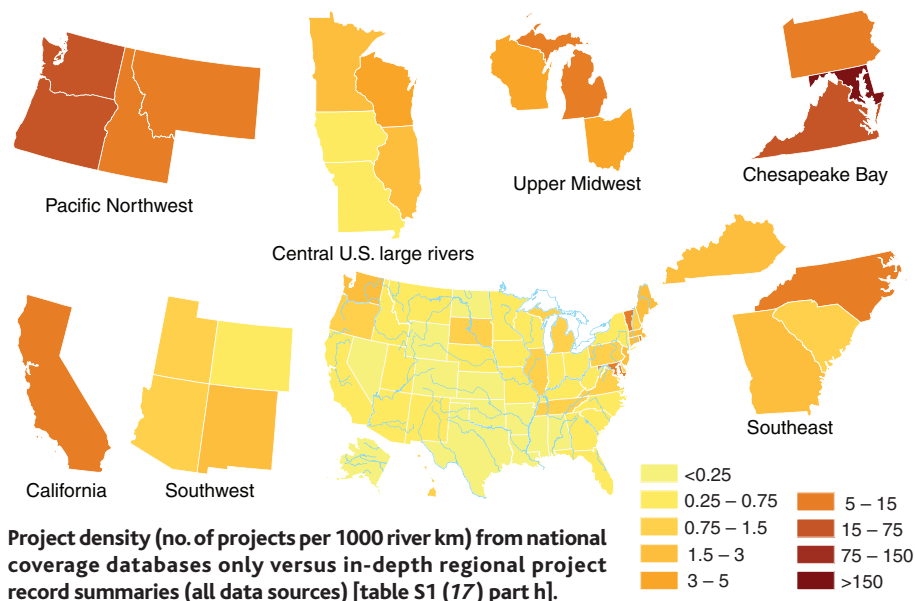 Pacific Northwest
Central U.S. large rivers
Upper Midwest
Chesapeake Bay
California
Southwest
Southeast
<0.25
0.25 – 0.75
0.75 – 1.5
1.5 – 3
3 – 5
5 – 15
15 – 75
75 – 150
>150
Project density (no. of projects per 1000 river km) from national
coverage databases only versus in-depth regional project
record summaries (all data sources) [table S1 (17) part h].